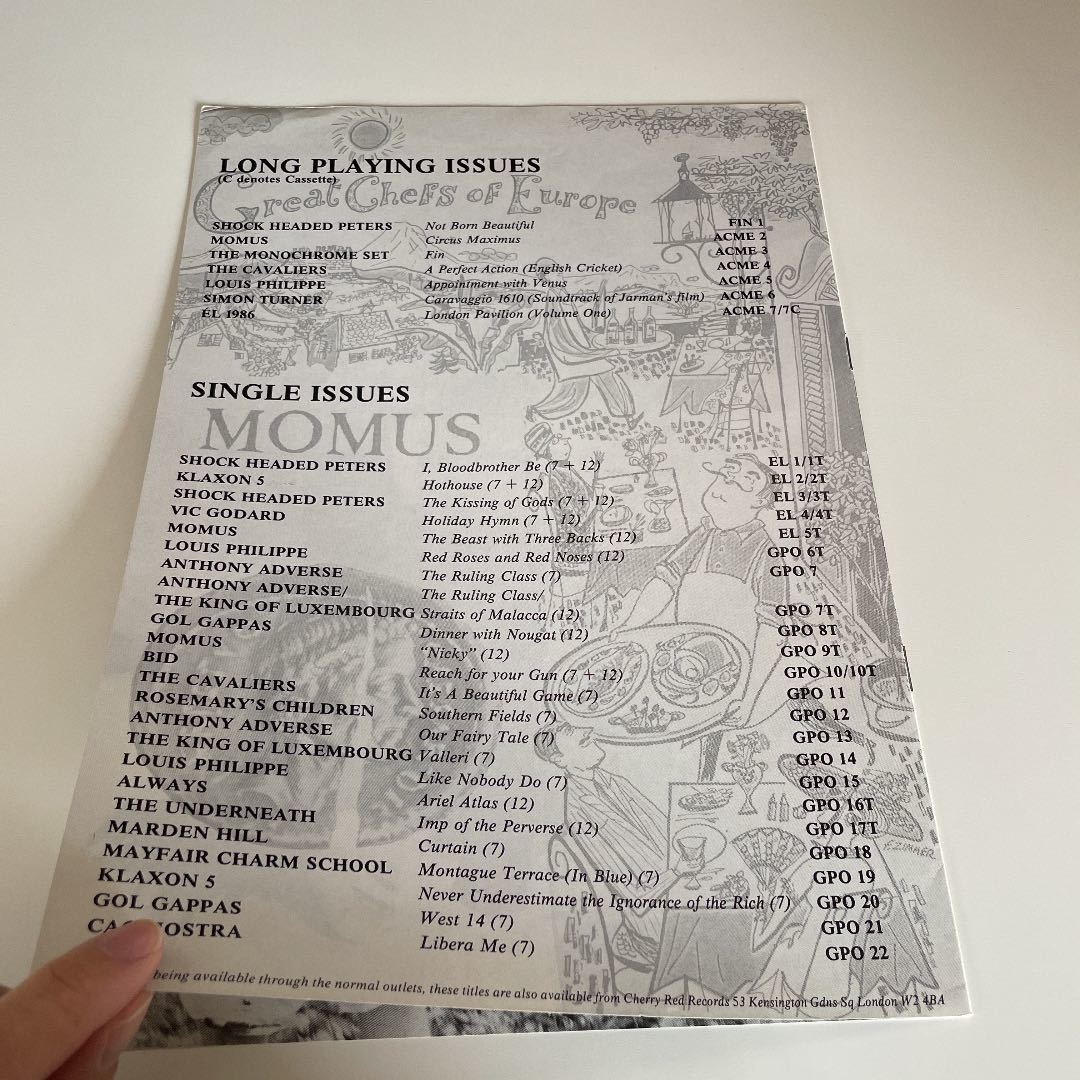 LONG PLAYING ISSUES
(C denotes Cassette)
Great Chefs of Europe
SHOCK HEADED PETERS Not Born Beautiful FIN 1
MOMUS Circus Maximus ACME 2
THE MONOCHROME SET Fin ACME 3
THE CAVALIERS A Perfect Action (English Cricket) ACME 4
LOUIS PHILIPPE Appointment with Venus ACME 5
SIMON TURNER Caravaggio 1610 (Soundtrack of Jarman's film) ACME 6
ÉL 1986 London Pavilion (Volume One) ACME 7/7C
SINGLE ISSUES
MOMUS
SHOCK HEADED PETERS I, Bloodbrother Be (7 + 12) EL 1/1T
KLAXON 5 Hothouse (7 + 12) EL 2/2T
SHOCK HEADED PETERS The Kissing of Gods (7 + 12) EL 3/3T
VIC GODARD Holiday Hymn (7 + 12) EL 4/4T
MOMUS The Beast with Three Backs (12) EL 5T
LOUIS PHILIPPE Red Roses and Red Noses (12) GPO 6T
ANTHONY ADVERSE The Ruling Class (7) GPO 7
ANTHONY ADVERSE/ The Ruling Class/
THE KING OF LUXEMBOURG Straits of Malacca (12) GPO 7T
GOL GAPPAS Dinner with Nougat (12) GPO 8T
MOMUS "Nicky" (12) GPO 9T
BID Reach for your Gun (7 + 12) GPO 10/10T
THE CAVALIERS It's A Beautiful Game (7) GPO 11
ROSEMARY'S CHILDREN Southern Fields (7) GPO 12
ANTHONY ADVERSE Our Fairy Tale (7) GPO 13
THE KING OF LUXEMBOURG Valleri (7) GPO 14
LOUIS PHILIPPE Like Nobody Do (7) GPO 15
ALWAYS Ariel Atlas (12) GPO 16T
THE UNDERNEATH Imp of the Perverse (12) GPO 17T
MARDEN HILL Curtain (7) GPO 18
MAYFAIR CHARM SCHOOL Montague Terrace (In Blue) (7) GPO 19
KLAXON 5 Never Underestimate the Ignorance of the Rich (7) GPO 20
GOL GAPPAS West 14 (7) GPO 21
Libera Me (7) GPO 22
F. ZIMMER
being available through the normal outlets, these titles are also available from Cherry Red Records 53 Kensington Gdns Sq London W2 4BA